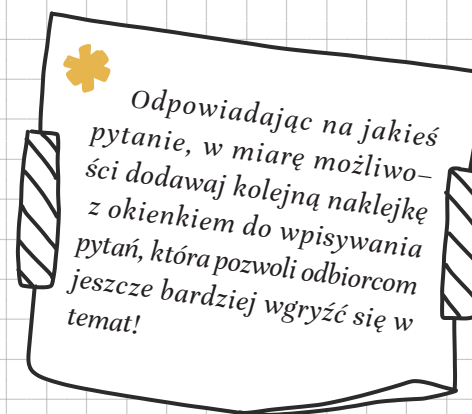 Odpowiadając na jakieś
pytanie, w miarę możliwo-
ści dodawaj kolejną naklejkę
z okienkiem do wpisywania
pytań, która pozwoli odbiorcom
jeszcze bardziej wgryźć się w
temat!